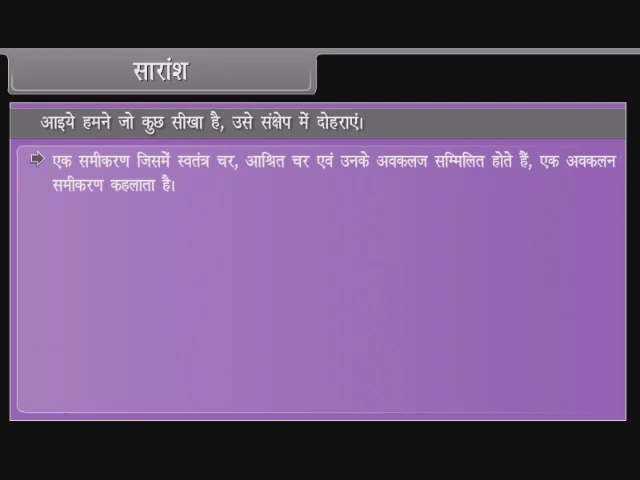 सारांश
आइये हमने जो कुछ सीखा है, उसे संक्षेप में दोहराएं।
एक समीकरण जिसमें स्वतंत्र चर, आश्रित चर एवं उनके अवकलज सम्मिलित होते हैं, एक अवकलन
समीकरण कहलाता है।